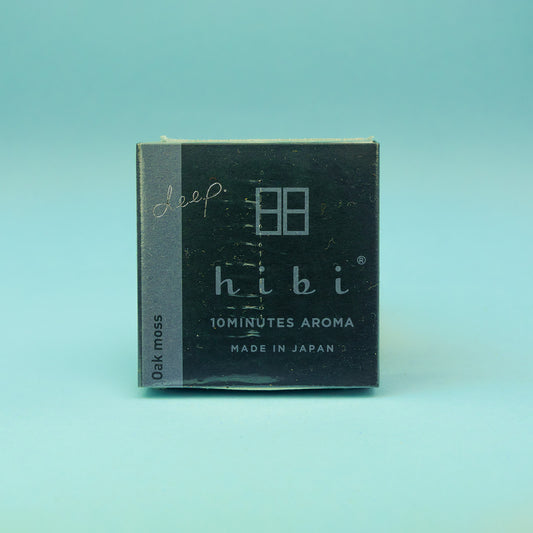 deep.
hibi®
10MINUTES AROMA
MADE IN JAPAN
Oak moss